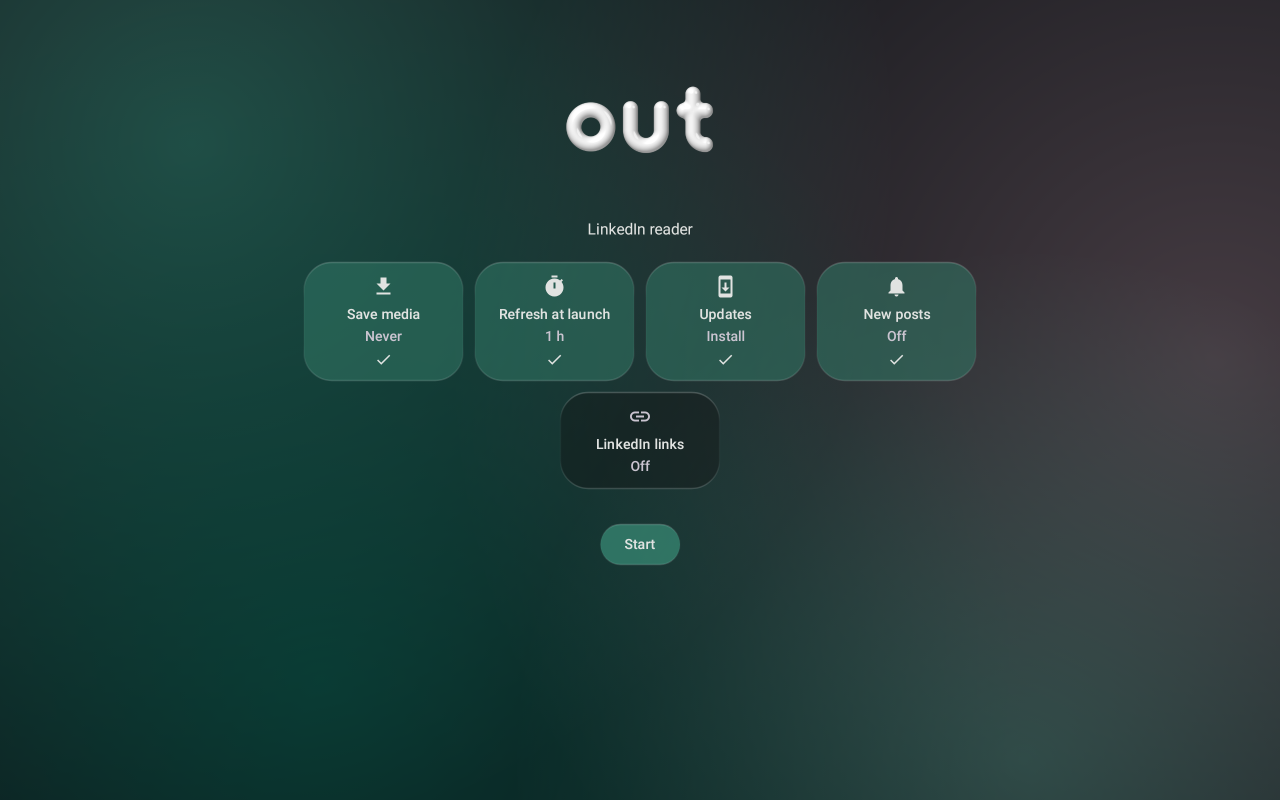 out
LinkedIn reader
Save media
Never
Refresh at launch
1 h
Updates
Install
New posts
Off
LinkedIn links
Off
Start